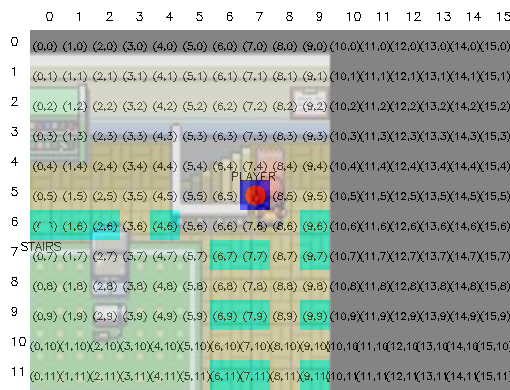 0 1 2 3 4 5 6 7 8 9 10 11 12 13 14 15
0 (0,0) (1,0) (2,0) (3,0) (4,0) (5,0) (6,0) (7,0) (8,0) (9,0) (10,0) (11,0) (12,0) (13,0) (14,0) (15,0)
1 (0,1) (1,1) (2,1) (3,1) (4,1) (5,1) (6,1) (7,1) (8,1) (9,1) (10,1) (11,1) (12,1) (13,1) (14,1) (15,1)
2 (0,2) (1,2) (2,2) (3,2) (4,2) (5,2) (6,2) (7,2) (8,2) (9,2) (10,2) (11,2) (12,2) (13,2) (14,2) (15,2)
3 (0,3) (1,3) (2,3) (3,3) (4,3) (5,3) (6,3) (7,3) (8,3) (9,3) (10,3) (11,3) (12,3) (13,3) (14,3) (15,3)
4 (0,4) (1,4) (2,4) (3,4) (4,4) (5,4) (6,4) (7,4) (8,4) (9,4) (10,4) (11,4) (12,4) (13,4) (14,4) (15,4)
PLAYER
5 (0,5) (1,5) (2,5) (3,5) (4,5) (5,5) (6,5) (8,5) (9,5) (10,5) (11,5) (12,5) (13,5) (14,5) (15,5)
6 (1,6) (2,6) (3,6) (4,6) (5,6) (6,6) (7,6) (8,6) (9,6) (10,6) (11,6) (12,6) (13,6) (14,6) (15,6)
STAIRS
7 (0,7) (1,7) (2,7) (3,7) (4,7) (5,7) (6,7) (7,7) (8,7) (9,7) (10,7) (11,7) (12,7) (13,7) (14,7) (15,7)
8 (0,8) (1,8) (2,8) (3,8) (4,8) (5,8) (6,8) (7,8) (8,8) (9,8) (10,8) (11,8) (12,8) (13,8) (14,8) (15,8)
9 (0,9) (1,9) (2,9) (3,9) (4,9) (5,9) (6,9) (7,9) (8,9) (9,9) (10,9) (11,9) (12,9) (13,9) (14,9) (15,9)
10 (0,10) (1,10) (2,10) (3,10) (4,10) (5,10) (6,10) (7,10) (8,10) (9,10) (10,10) (11,10) (12,10) (13,10) (14,10) (15,10)
11 (0,11) (1,11) (2,11) (3,11) (4,11) (5,11) (6,11) (7,11) (8,11) (9,11) (10,11) (11,11) (12,11) (13,11) (14,11) (15,11)